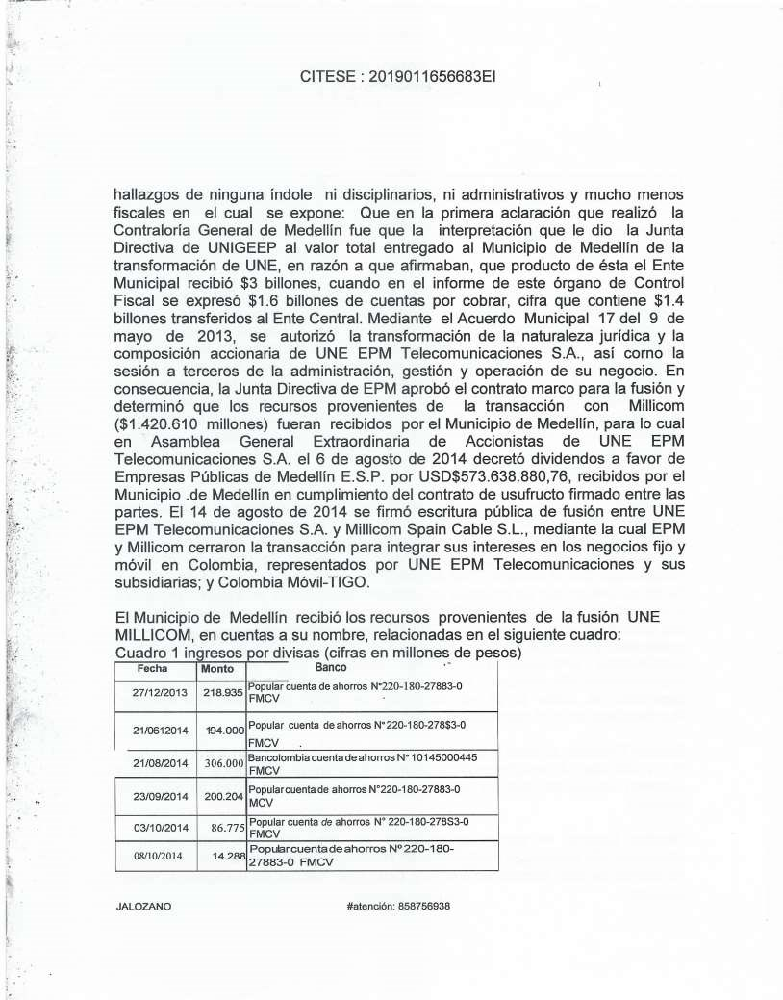 CITESE : 2019011656683EI
hallazgos de ninguna índole ni disciplinarios, ni administrativos y mucho menos
fiscales en el cual se expone: Que en la primera aclaración que realizó la
Contraloría General de Medellín fue que la interpretación que le dio la Junta
Directiva de UNIGEEP al valor total entregado al Municipio de Medellín de la
transformación de UNE, en razón a que afirmaban, que producto de ésta el Ente
Municipal recibió $3 billones, cuando en el informe de este órgano de Control
Fiscal se expresó $1.6 billones de cuentas por cobrar, cifra que contiene $1.4
billones transferidos al Ente Central. Mediante el Acuerdo Municipal 17 del 9 de
mayo de 2013, se autorizó la transformación de la naturaleza jurídica y la
composición accionaria de UNE EPM Telecomunicaciones S.A., así corno la
sesión a terceros de la administración, gestión y operación de su negocio. En
consecuencia, la Junta Directiva de EPM aprobó el contrato marco para la fusión y
determinó que los recursos provenientes de la transacción con Millicom
($1.420.610 millones) fueran recibidos por el Municipio de Medellín, para lo cual
en Asamblea General Extraordinaria de Accionistas de UNE EPM
Telecomunicaciones S.A. el 6 de agosto de 2014 decretó dividendos a favor de
Empresas Públicas de Medellín E.S.P. por USD$573.638.880,76, recibidos por el
Municipio .de Medellín en cumplimiento del contrato de usufructo firmado entre las
partes. El 14 de agosto de 2014 se firmó escritura pública de fusión entre UNE
EPM Telecomunicaciones S.A. y Millicom Spain Cable S.L., mediante la cual EPM
y Millicom cerraron la transacción para integrar sus intereses en los negocios fijo y
móvil en Colombia, representados por UNE EPM Telecomunicaciones y sus
subsidiarias; y Colombia Móvil-TIGO.
El Municipio de Medellín recibió los recursos provenientes de la fusión UNE
MILLICOM, en cuentas a su nombre, relacionadas en el siguiente cuadro:
Cuadro 1 ingresos por divisas (cifras en millones de pesos)
Fecha Monto Banco
27/12/2013 218.935 Popular cuenta de ahorros N°220-180-27883-0
FMCV
21/0612014 194.000 Popular cuenta de ahorros N° 220-180-278$3-0
FMCV
21/08/2014 306.000 Bancolombia cuenta de ahorros N° 10145000445
FMCV
23/09/2014 200.204 Popular cuenta de ahorros N°220-180-27883-0
MCV
03/10/2014 86.775 Popular cuenta de ahorros N° 220-180-278S3-0
FMCV
08/10/2014 14.288 Popular cuenta de ahorros Nº 220-180-
27883-0 FMCV
JALOZANO #atención: 858756938